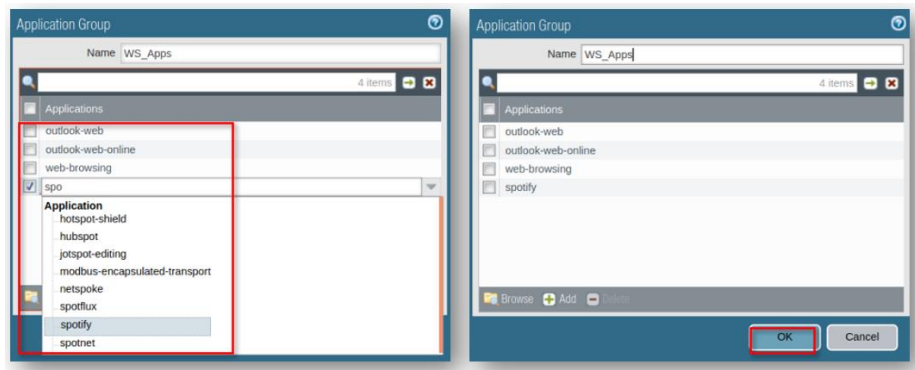 Application Group
Name WS_Apps
4 items
Applications
outlook-web
outlook-web-online
web-browsing
spo
Application
hotspot-shield
hubspot
jotspot-editing
modbus-encapsulated-transport
netspoke
spotflux
spotify
spotnet
Application Group
Name WS_Apps
4 items
Applications
outlook-web
outlook-web-online
web-browsing
spotify
Browse Add Delete
OK Cancel